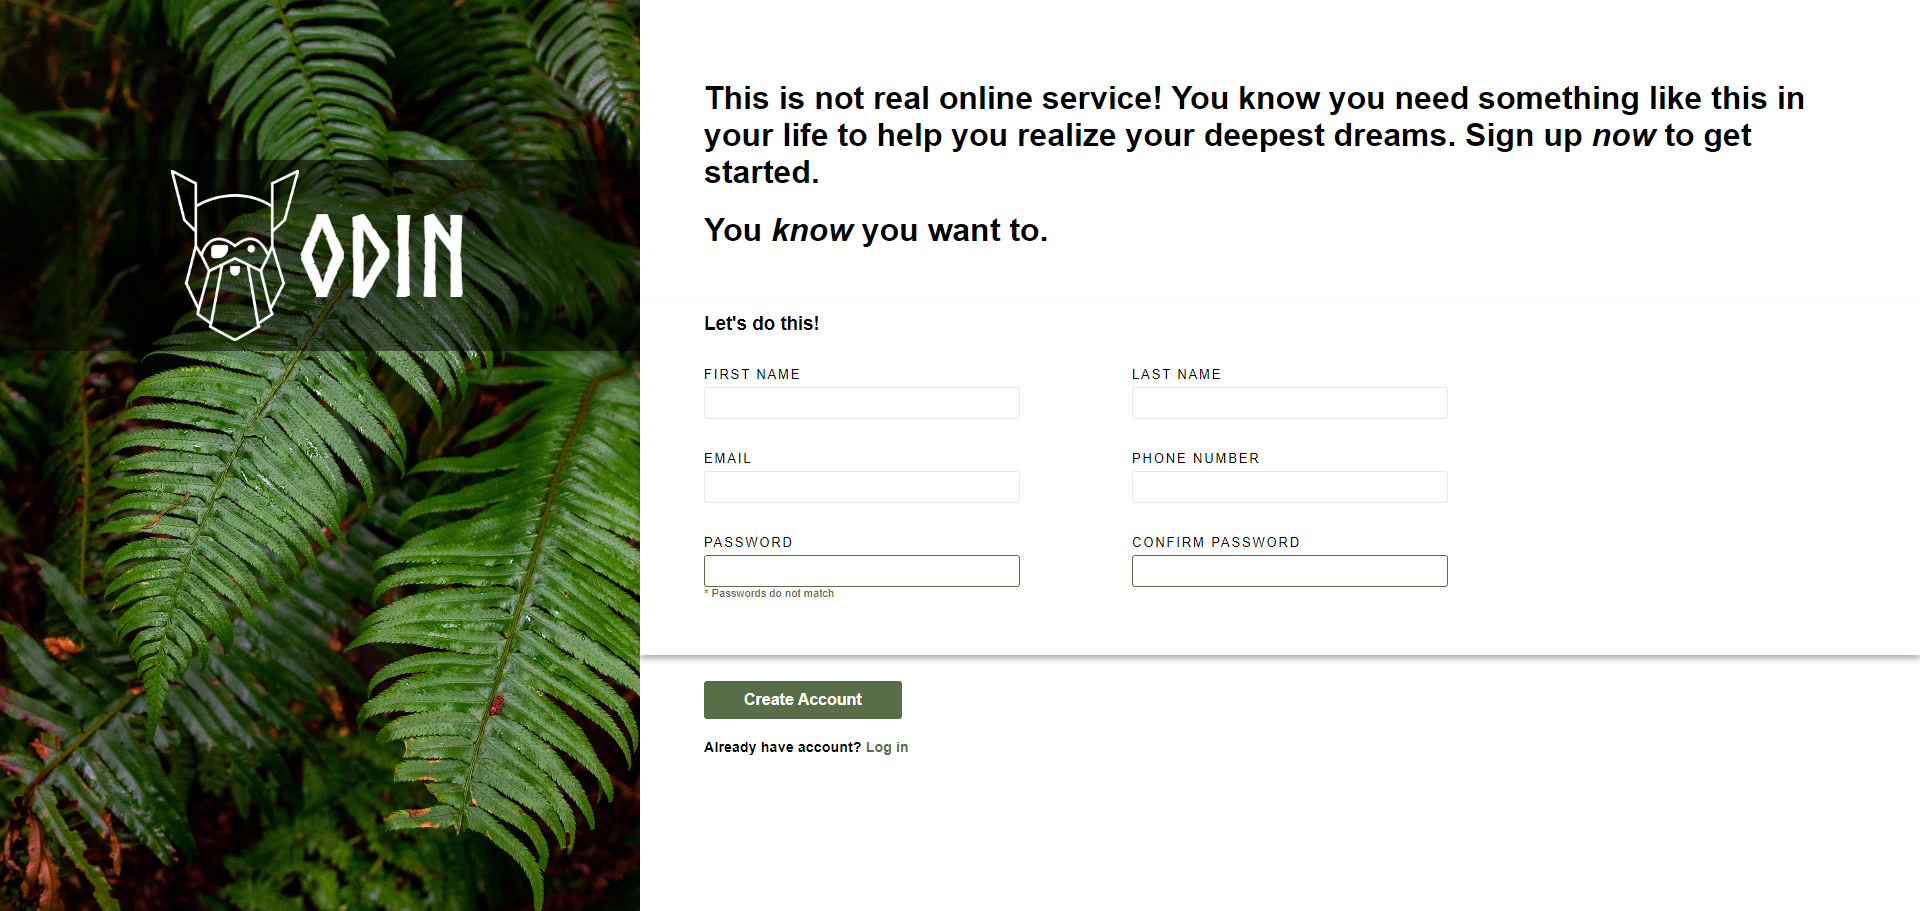 ODIN
This is not real online service! You know you need something like this in
your life to help you realize your deepest dreams. Sign up now to get
started.
You know you want to.
Let's do this!
FIRST NAME
LAST NAME
EMAIL
PHONE NUMBER
PASSWORD
CONFIRM PASSWORD
* Passwords do not match
Create Account
Already have account? Log in